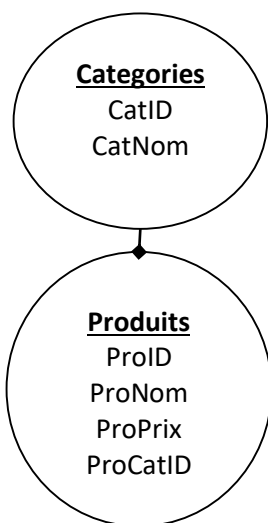 Categories
CatID
CatNom
Produits
ProID
ProNom
ProPrix
ProCatID